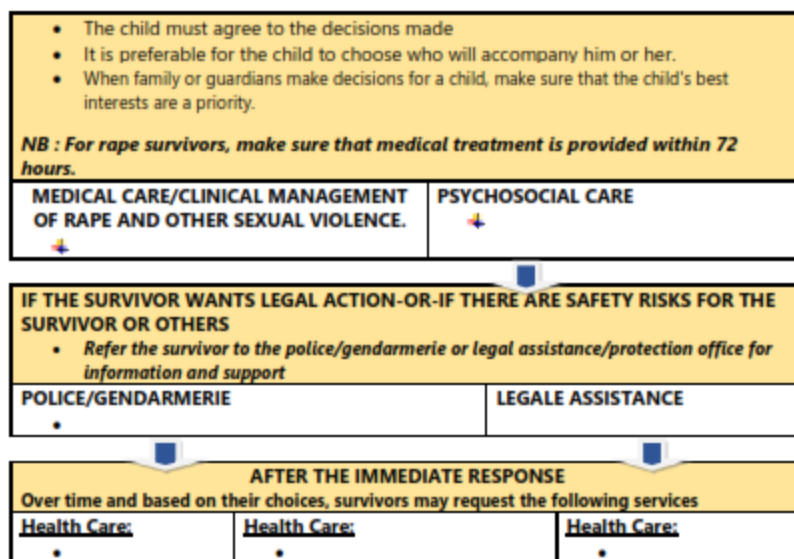 • The child must agree to the decisions made
• It is preferable for the child to choose who will accompany him or her.
• When family or guardians make decisions for a child, make sure that the child's best
interests are a priority.
NB : For rape survivors, make sure that medical treatment is provided within 72
hours.
MEDICAL CARE/CLINICAL MANAGEMENT
OF RAPE AND OTHER SEXUAL VIOLENCE.
PSYCHOSOCIAL CARE
IF THE SURVIVOR WANTS LEGAL ACTION-OR-IF THERE ARE SAFETY RISKS FOR THE
SURVIVOR OR OTHERS
• Refer the survivor to the police/gendarmerie or legal assistance/protection office for
information and support
POLICE/GENDARMERIE
•
LEGALE ASSISTANCE
AFTER THE IMMEDIATE RESPONSE
Over time and based on their choices, survivors may request the following services
Health Care:
•
Health Care:
•
Health Care:
•